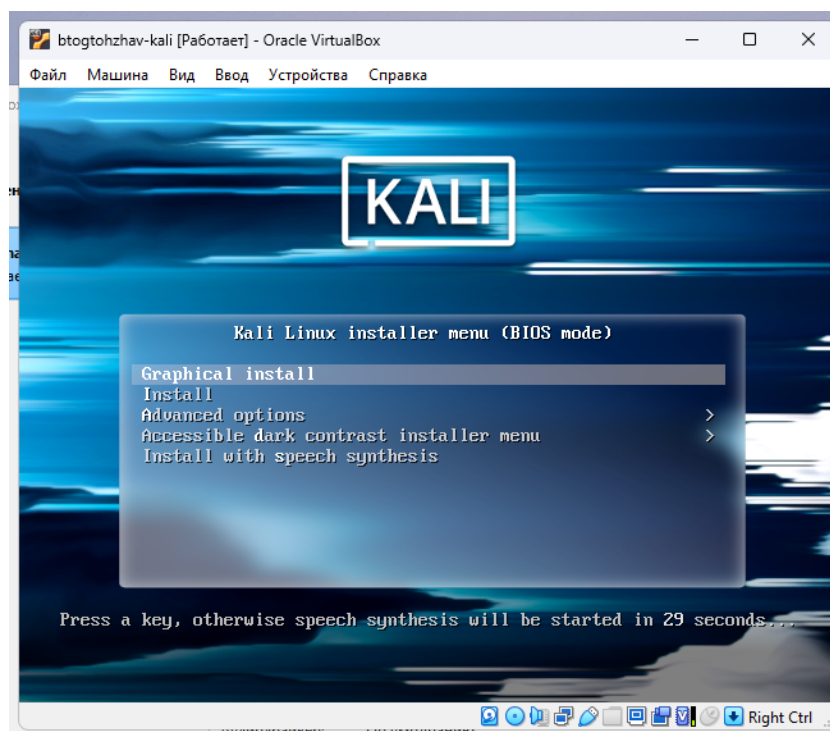 btogtohzhav-kali [Работает] - Oracle VirtualBox
Файл Машина Вид Ввод Устройства Справка
KALI
Kali Linux installer menu (BIOS mode)
Graphical install
Install
Advanced options >
Accessible dark contrast installer menu >
Install with speech synthesis
Press a key, otherwise speech synthesis will be started in 29 seconds...
Right Ctrl